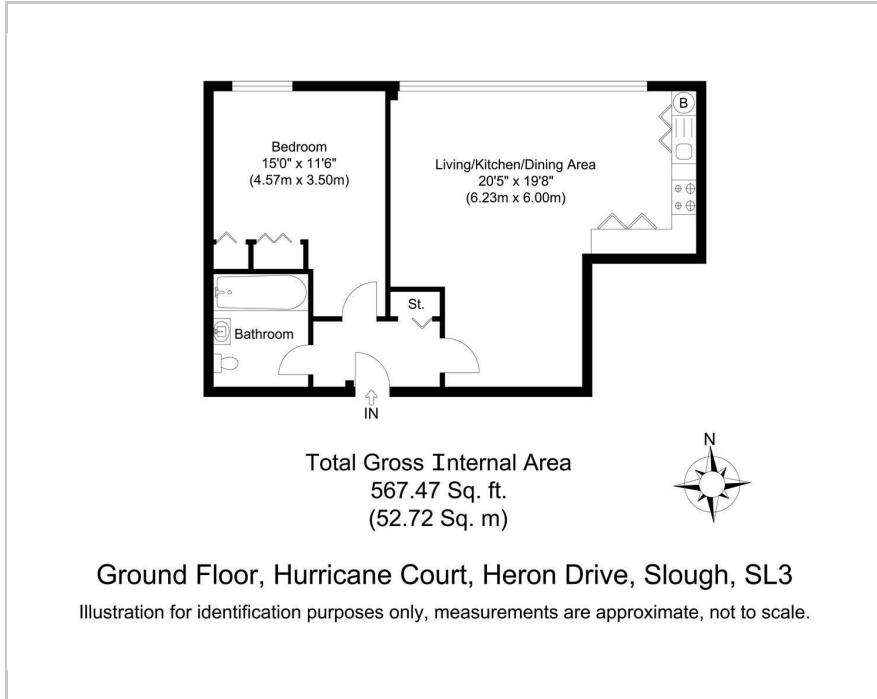 B
Bedroom
15'0" x 11'6"
(4.57m x 3.50m)
Living/Kitchen/Dining Area
20'5" x 19'8"
(6.23m x 6.00m)
St.
Bathroom
IN
N
Total Gross Internal Area
567.47 Sq. ft.
(52.72 Sq. m)
Ground Floor, Hurricane Court, Heron Drive, Slough, SL3
Illustration for identification purposes only, measurements are approximate, not to scale.